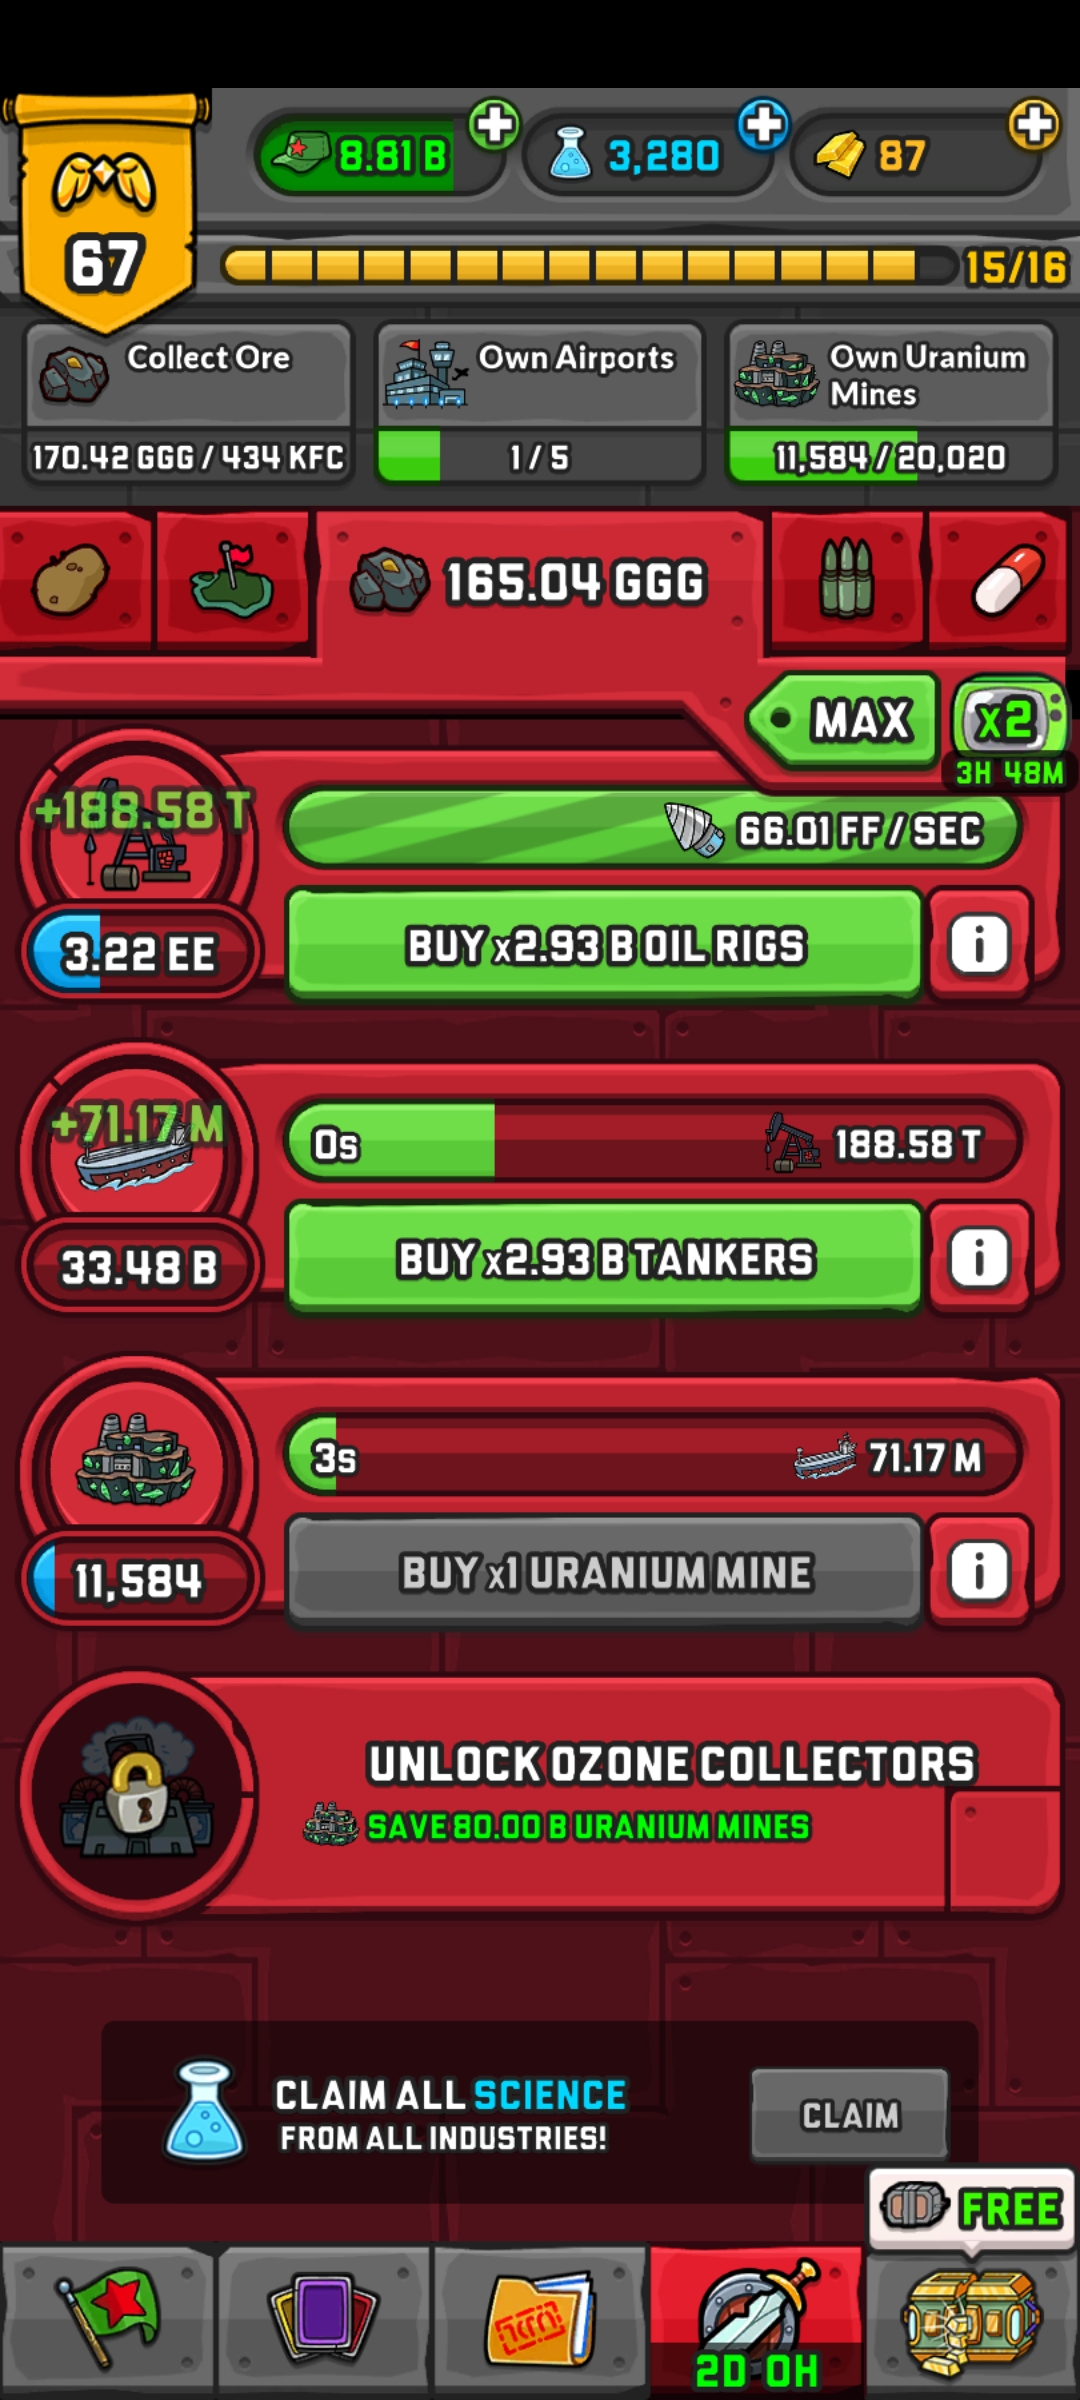 8.81 B
3,280
87
67
15/16
Collect Ore
170.42 GGG / 434 KFC
Own Airports
1 / 5
Own Uranium
Mines
11,584 / 20,020
165.04 GGG
MAX
x2
3H 48M
+188.58 T
66.01 FF / SEC
3.22 EE
BUY x2.93 B OIL RIGS
i
+71.17 M
0s
188.58 T
33.48 B
BUY x2.93 B TANKERS
i
3s
71.17 M
11,584
BUY x1 URANIUM MINE
i
UNLOCK OZONE COLLECTORS
SAVE 80.00 B URANIUM MINES
CLAIM ALL SCIENCE
FROM ALL INDUSTRIES!
CLAIM
FREE
2D 0H